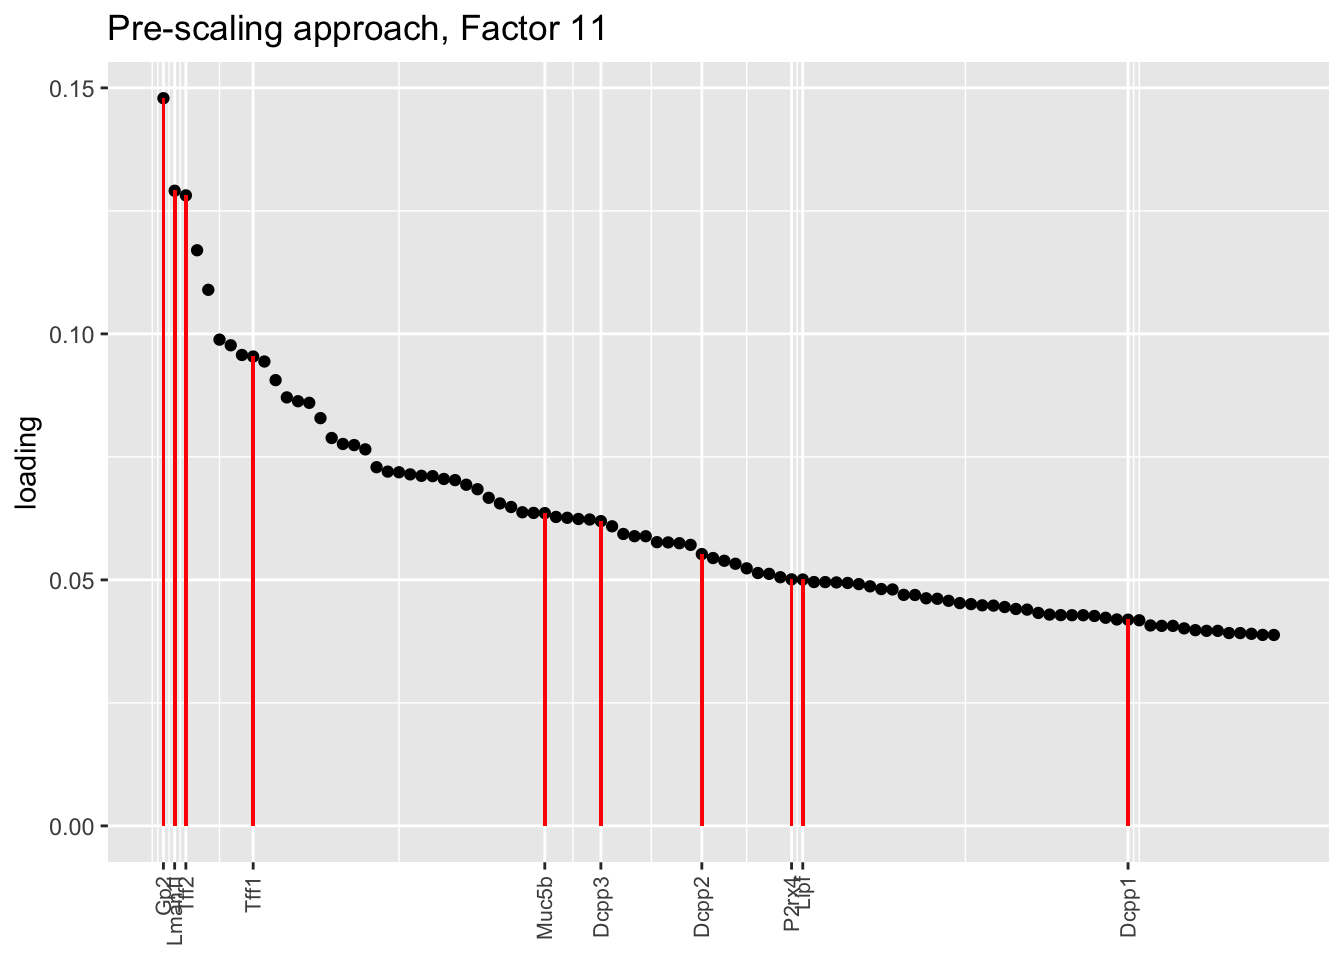 Pre-scaling approach, Factor 11
loading
0.15
0.10
0.05
0.00
Gp2
Tff2
Tff1
Muc5b
Dcpp3
Dcpp2
P2rx4
Lipf
Dcpp1